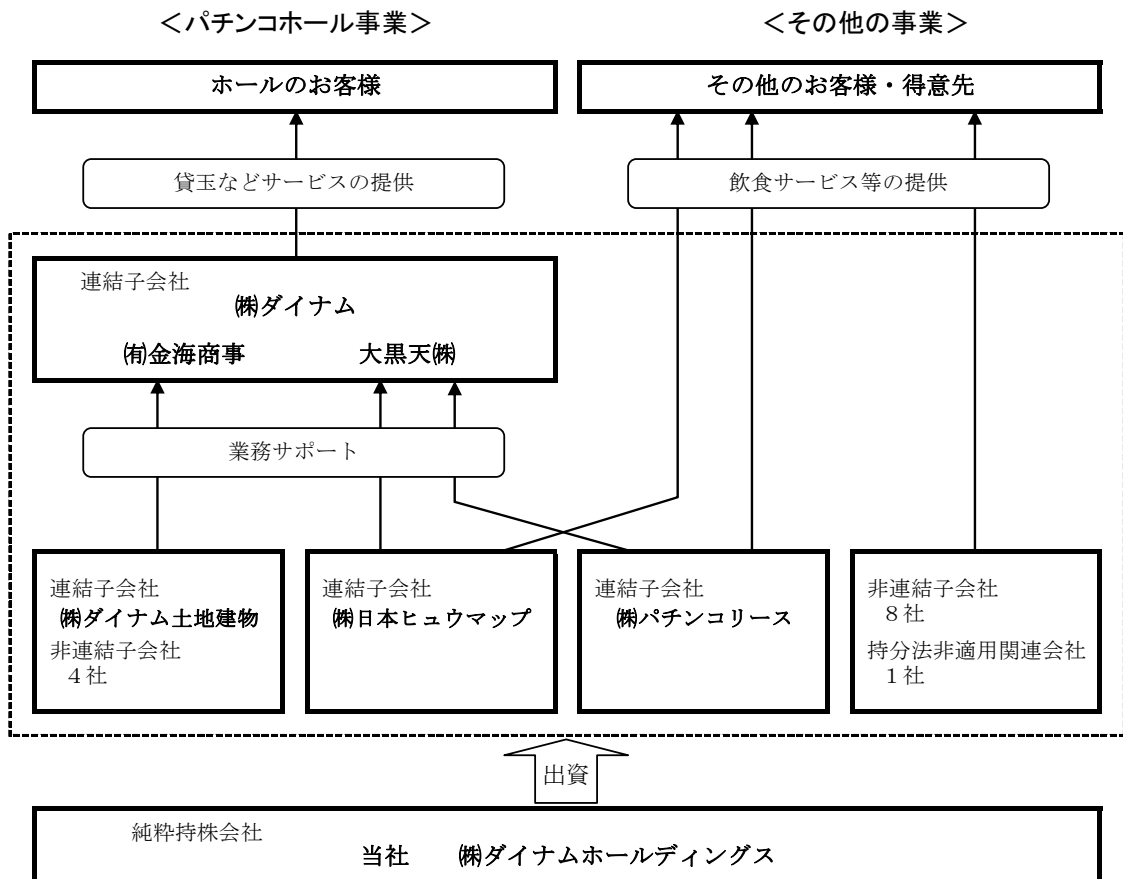 ＜パチンコホール事業＞
＜その他の事業＞
ホールのお客様
その他のお客様・得意先
貸玉などサービスの提供
飲食サービス等の提供
連結子会社
㈱ダイナム
㈲金海商事 大黒天㈱
業務サポート
連結子会社
㈱ダイナム土地建物
非連結子会社
４社
連結子会社
㈱日本ヒュウマップ
連結子会社
㈱パチンコリース
非連結子会社
８社
持分法非適用関連会社
１社
出資
純粋持株会社
当社 ㈱ダイナムホールディングス